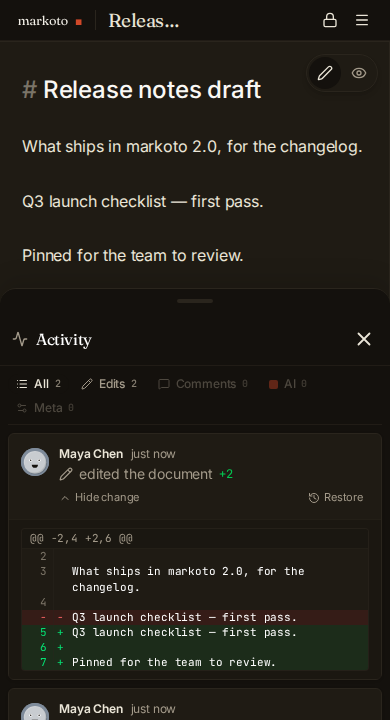 markoto
Releas...
# Release notes draft
What ships in markoto 2.0, for the changelog.
Q3 launch checklist — first pass.
Pinned for the team to review.
Activity
All 2 Edits 2 Comments 0 AI 0
Meta 0
Maya Chen just now
edited the document +2
Hide change Restore
@@ -2,4 +2,6 @@
2
3 What ships in markoto 2.0, for the
changelog.
4
- - Q3 launch checklist — first pass.
5 + Q3 launch checklist — first pass.
6 +
7 + Pinned for the team to review.
Maya Chen just now